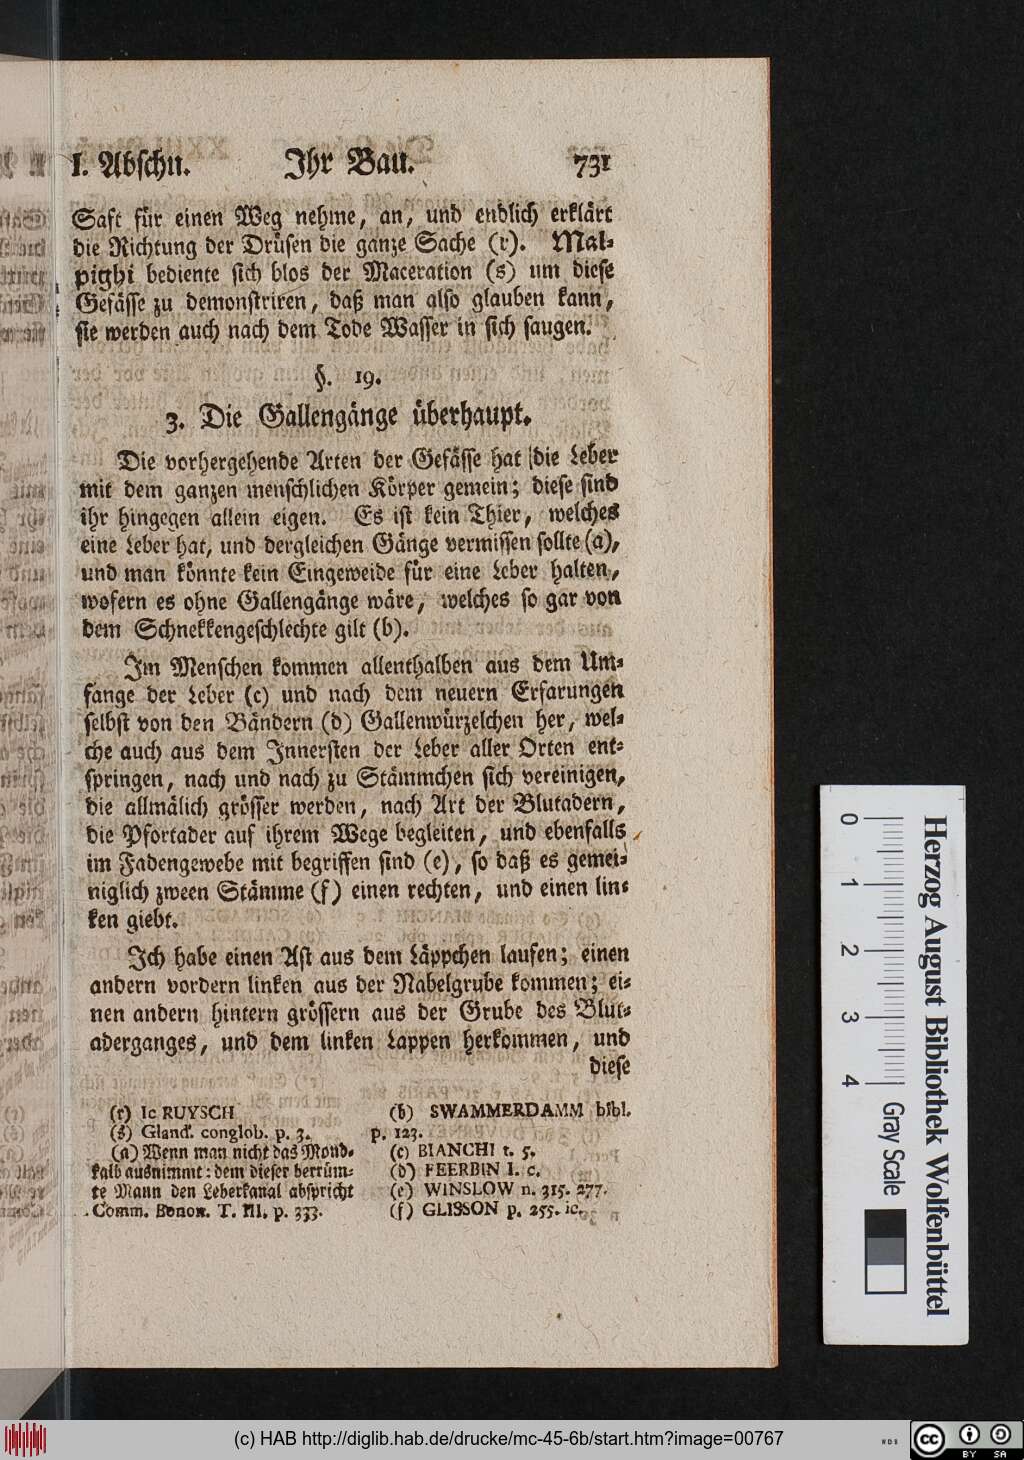 I. Abschn. Ihr Bau. 731
Saft für einen Weg nehme, an, und endlich erklärt
die Richtung der Drüsen die ganze Sache (r). Mal-
pighi bediente sich blos der Maceration (s) um diese
Gefässe zu demonstriren, daß man also glauben kann,
sie werden auch nach dem Tode Wasser in sich saugen.
§. 19.
3. Die Gallengänge überhaupt.
Die vorhergehende Arten der Gefässe hat die Leber
mit dem ganzen menschlichen Körper gemein; diese sind
ihr hingegen allein eigen. Es ist kein Thier, welches
eine Leber hat, und dergleichen Gänge vermissen sollte (a),
und man könnte kein Eingeweide für eine Leber halten,
wofern es ohne Gallengänge wäre, welches so gar von
dem Schnekkengeschlechte gilt (b).
Im Menschen kommen allenthalben aus dem Um-
fange der Leber (c) und nach dem neuern Erfarungen
selbst von den Bändern (d) Gallenwürzelchen her, wel-
che auch aus dem Innersten der Leber aller Orten ent-
springen, nach und nach zu Stämmchen sich vereinigen,
die allmälich grösser werden, nach Art der Blutadern,
die Pfortader auf ihrem Wege begleiten, und ebenfalls
im Fadengewebe mit begriffen sind (e), so daß es gemei-
niglich zween Stämme (f) einen rechten, und einen lin-
ken giebt.
Ich habe einen Ast aus dem Läppchen laufen; einen
andern vordern linken aus der Nabelgrube kommen; ei-
nen andern hintern grössern aus der Grube des Blut-
aderganges, und dem linken Lappen herkommen, und
diese
(r) Ic RUYSCH
(s) Gland. conglob. p. 3.
(a) Wenn man nicht das Mond-
kalb ausnimmt: dem dieser berrüm-
te Mann den Leberkanal abspricht
Comm. Bonon. T. III. p. 333.
(b) SWAMMERDAMM bibl.
p. 123.
(c) BIANCHI t. 5.
(d) FEERBIN I. c.
(e) WINSLOW n. 315. 277.
(f) GLISSON p. 255. ic.
Herzog August Bibliothek Wolfenbüttel
0 1 2 3 4 Gray Scale
(c) HAB http://diglib.hab.de/drucke/mc-45-6b/start.htm?image=00767
cc BY SA